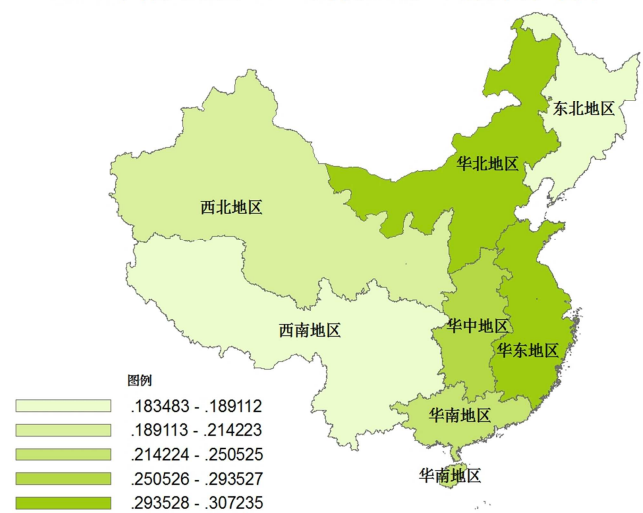 东北地区
华北地区
西北地区
西南地区
华中地区
华东地区
图例
华南地区
.183483 - .189112
.189113 - .214223
.214224 - .250525
华南地区
.250526 - .293527
.293528 - .307235